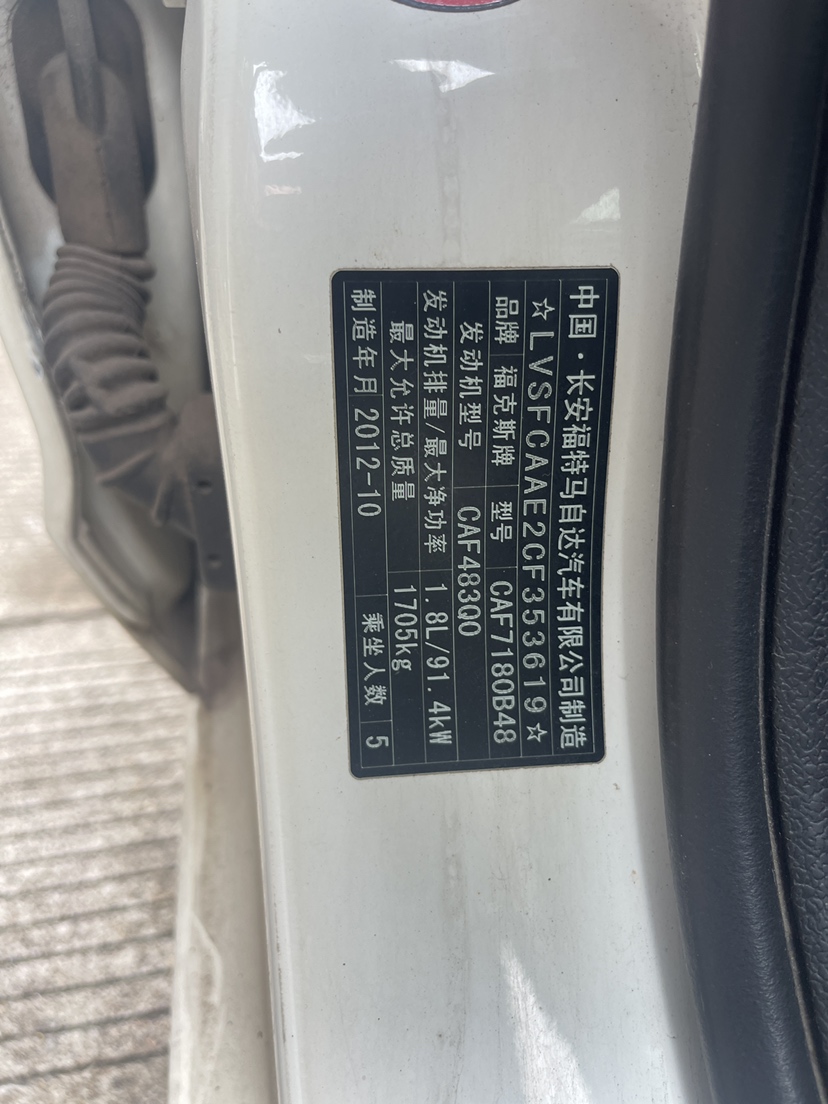 中国·长安福特马自达汽车有限公司制造
☆LVSFCAAE2CF353619☆
品牌 福克斯牌 型号 CAF7180B48
发动机型号 CAF483Q0
发动机排量/最大净功率 1.8L/91.4kW
最大允许总质量 1705kg
制造年月 2012-10 乘坐人数 5